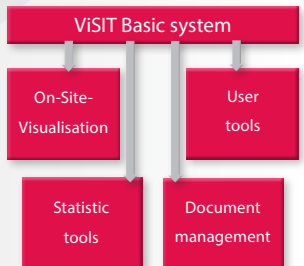 ViSIT Basic system
On-Site-
Visualisation
User
tools
Statistic
tools
Document
management